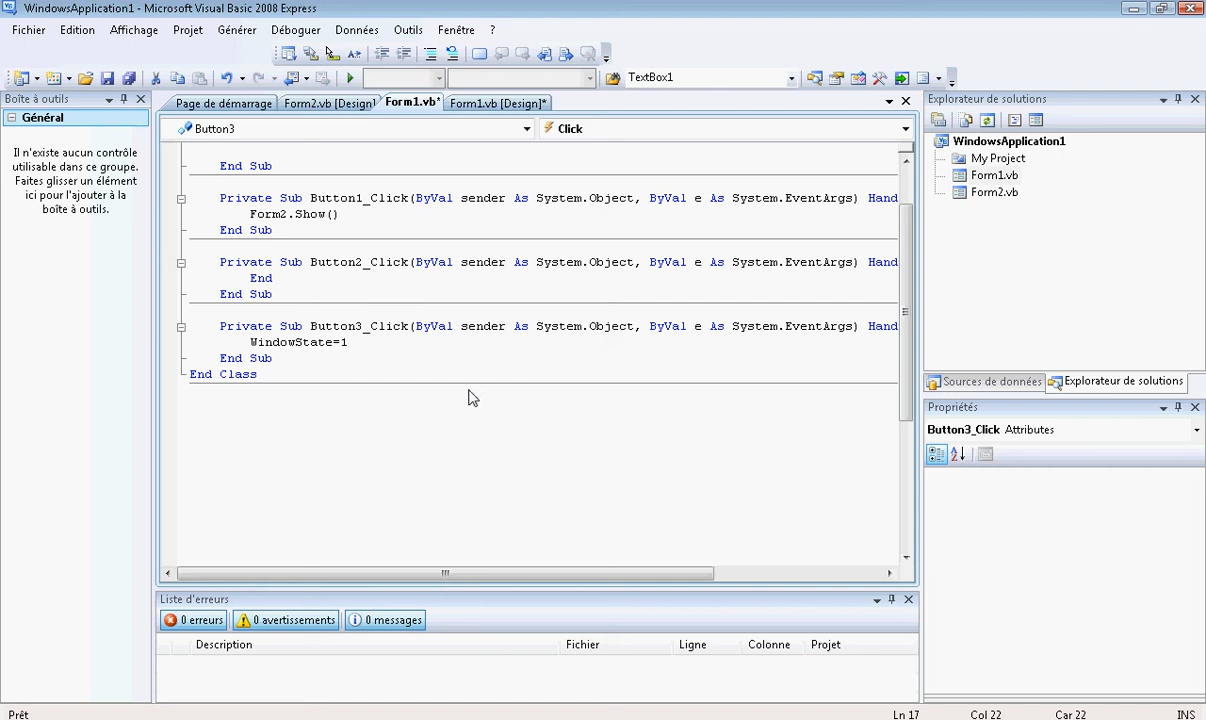 WindowsApplication1 - Microsoft Visual Basic 2008 Express
Fichier Edition Affichage Projet Générer Déboguer Données Outils Fenêtre ?
TextBox1
Boîte à outils
Général
Il n'existe aucun contrôle
utilisable dans ce groupe.
Faites glisser un élément
ici pour l'ajouter à la
boîte à outils.
Page de démarrage Form2.vb [Design] Form1.vb* Form1.vb [Design]*
Button3 Click
End Sub
Private Sub Button1_Click(ByVal sender As System.Object, ByVal e As System.EventArgs) Hand
Form2.Show()
End Sub
Private Sub Button2_Click(ByVal sender As System.Object, ByVal e As System.EventArgs) Hand
End
End Sub
Private Sub Button3_Click(ByVal sender As System.Object, ByVal e As System.EventArgs) Hand
WindowState=1
End Sub
End Class
Explorateur de solutions
WindowsApplication1
My Project
Form1.vb
Form2.vb
Sources de données Explorateur de solutions
Propriétés
Button3_Click Attributes
Liste d'erreurs
0 erreurs 0 avertissements 0 messages
Description Fichier Ligne Colonne Projet
Prêt Ln 17 Col 22 Car 22 INS